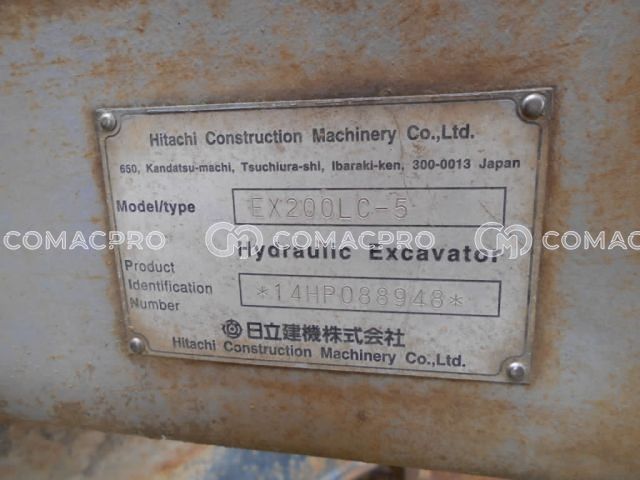 Hitachi Construction Machinery Co.,Ltd.
650, Kandatsu-machi, Tsuchiura-shi, Ibaraki-ken, 300-0013 Japan
Model/type EX200LC-5
COMACPRO COMACPRO COMACPRO
Hydraulic Excavator
Product
Identification
Number
*14HP088948*
日立建機株式会社
Hitachi Construction Machinery Co.,Ltd.